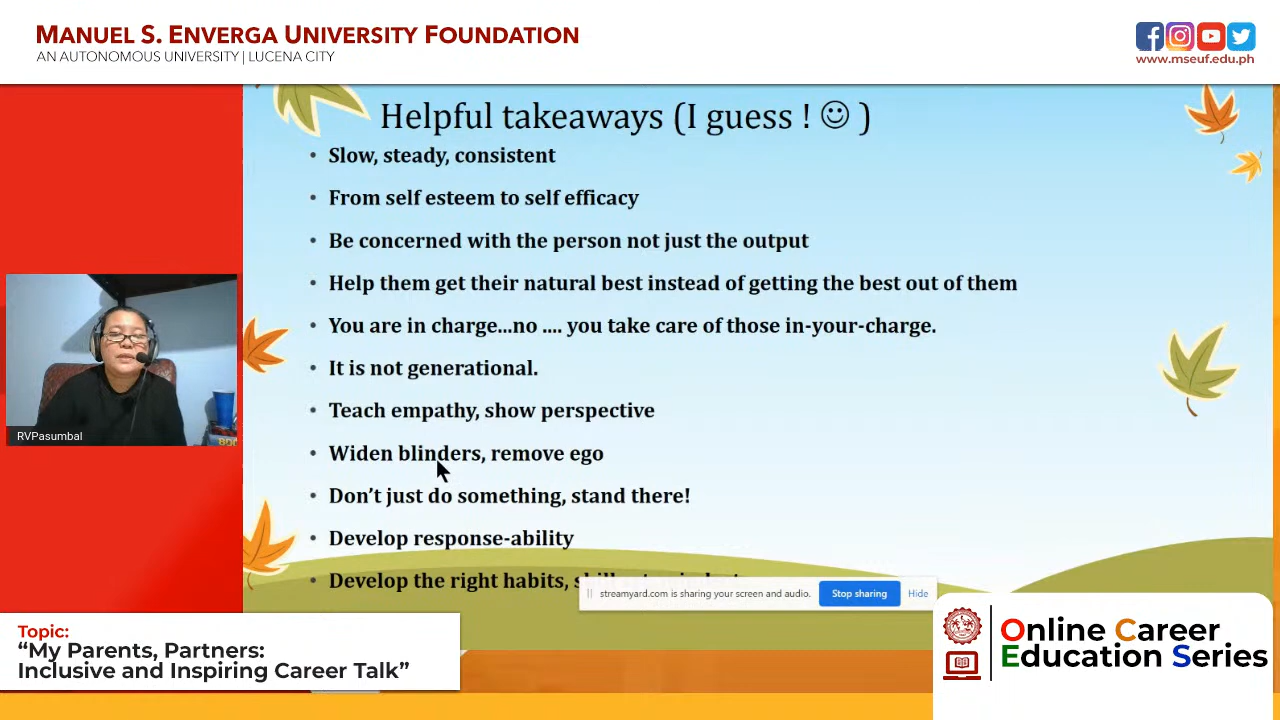 MANUEL S. ENVERGA UNIVERSITY FOUNDATION
AN AUTONOMOUS UNIVERSITY | LUCENA CITY
www.mseuf.edu.ph
Helpful takeaways (I guess ! ☺ )
• Slow, steady, consistent
• From self esteem to self efficacy
• Be concerned with the person not just the output
• Help them get their natural best instead of getting the best out of them
• You are in charge...no .... you take care of those in-your-charge.
• It is not generational.
• Teach empathy, show perspective
• Widen blinders, remove ego
• Don't just do something, stand there!
• Develop response-ability
• Develop the right habits,
streamyard.com is sharing your screen and audio. Stop sharing Hide
RVPasumbal
Topic:
“My Parents, Partners:
Inclusive and Inspiring Career Talk”
Online Career
Education Series